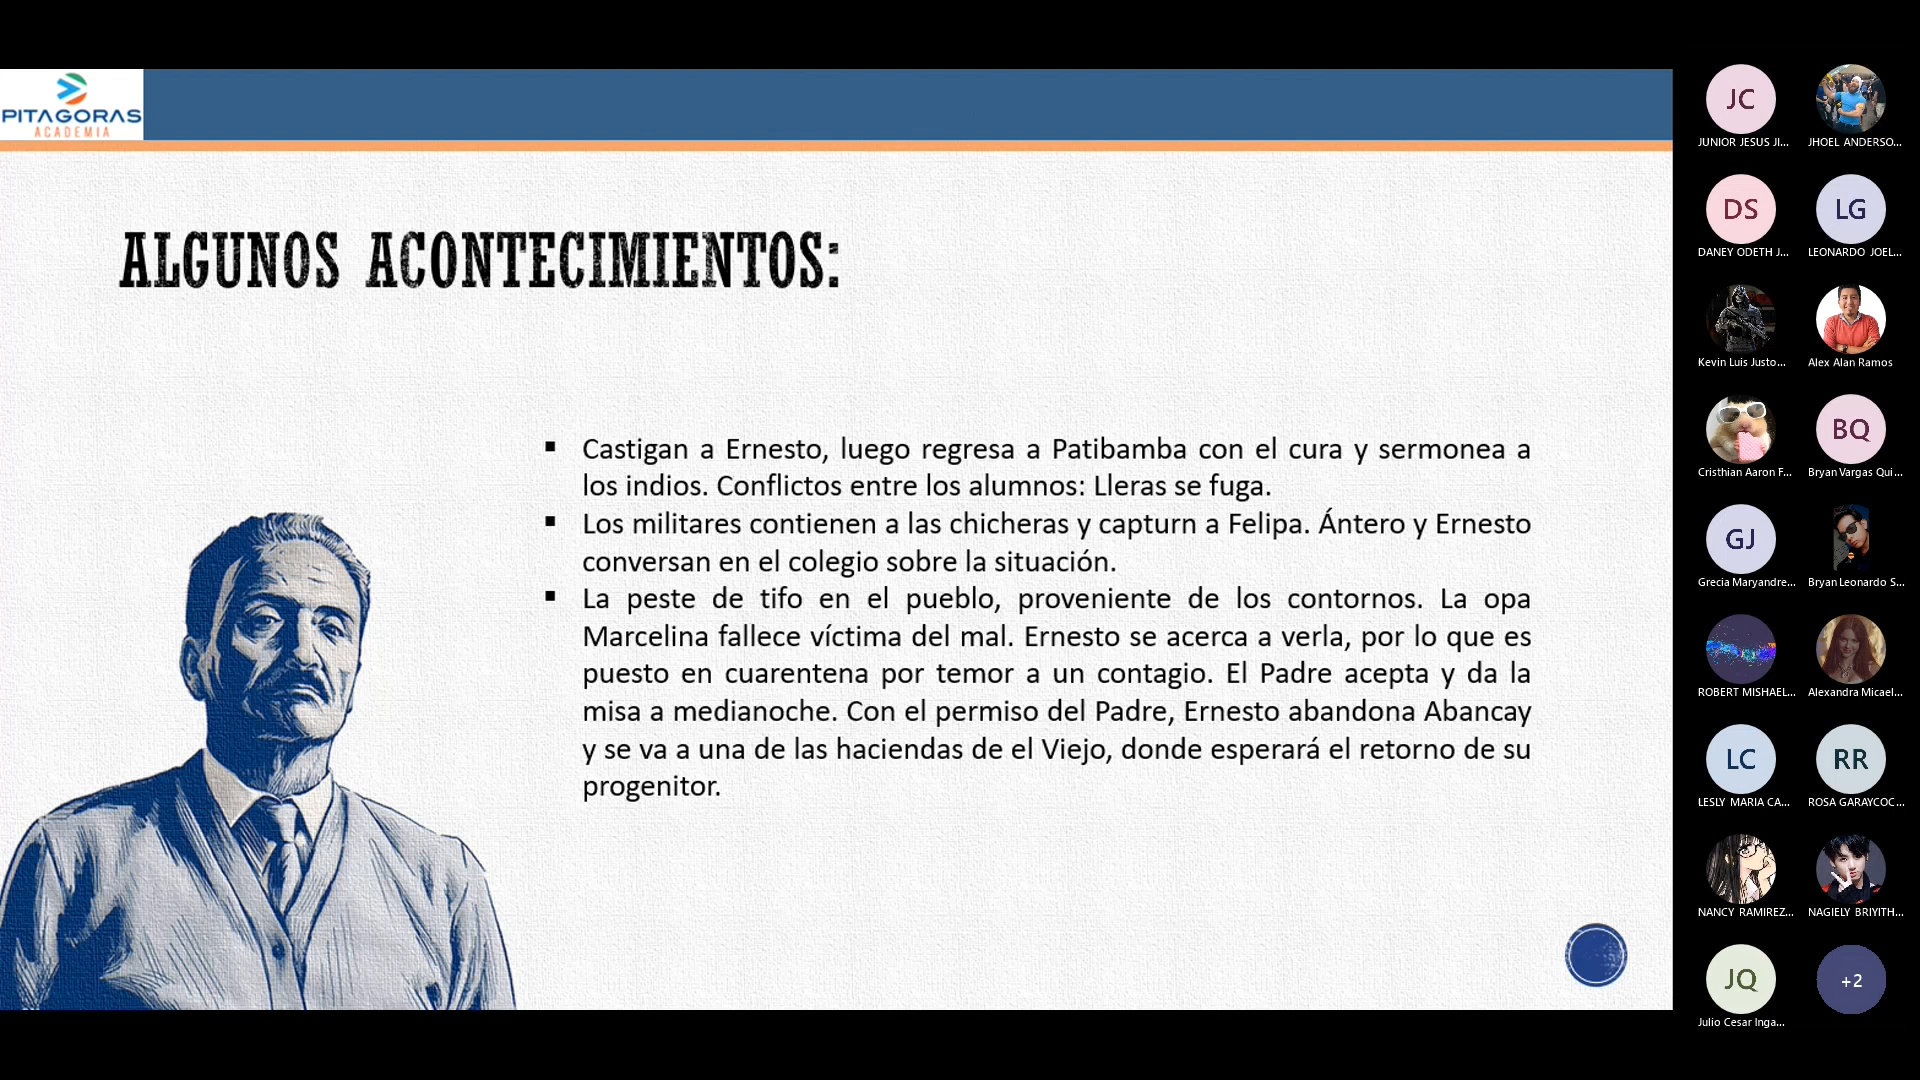 PITAGORAS
ACADEMIA
ALGUNOS ACONTECIMIENTOS:
▪ Castigan a Ernesto, luego regresa a Patibamba con el cura y sermonea a
los indios. Conflictos entre los alumnos: Lleras se fuga.
▪ Los militares contienen a las chicheras y capturn a Felipa. Ántero y Ernesto
conversan en el colegio sobre la situación.
▪ La peste de tifo en el pueblo, proveniente de los contornos. La opa
Marcelina fallece víctima del mal. Ernesto se acerca a verla, por lo que es
puesto en cuarentena por temor a un contagio. El Padre acepta y da la
misa a medianoche. Con el permiso del Padre, Ernesto abandona Abancay
y se va a una de las haciendas de el Viejo, donde esperará el retorno de su
progenitor.
JC
JUNIOR JESUS JI...
JHOEL ANDERSO...
DS
LG
DANEY ODETH J...
LEONARDO JOEL...
Kevin Luis Justo...
Alex Alan Ramos
BQ
Cristhian Aaron F...
Bryan Vargas Qui...
GJ
Grecia Maryandre...
Bryan Leonardo S...
ROBERT MISHAEL...
Alexandra Micael...
LC
RR
LESLY MARIA CA...
ROSA GARAYCOC...
NANCY RAMIREZ...
NAGIELY BRIYITH...
JQ
+2
Julio Cesar Inga...